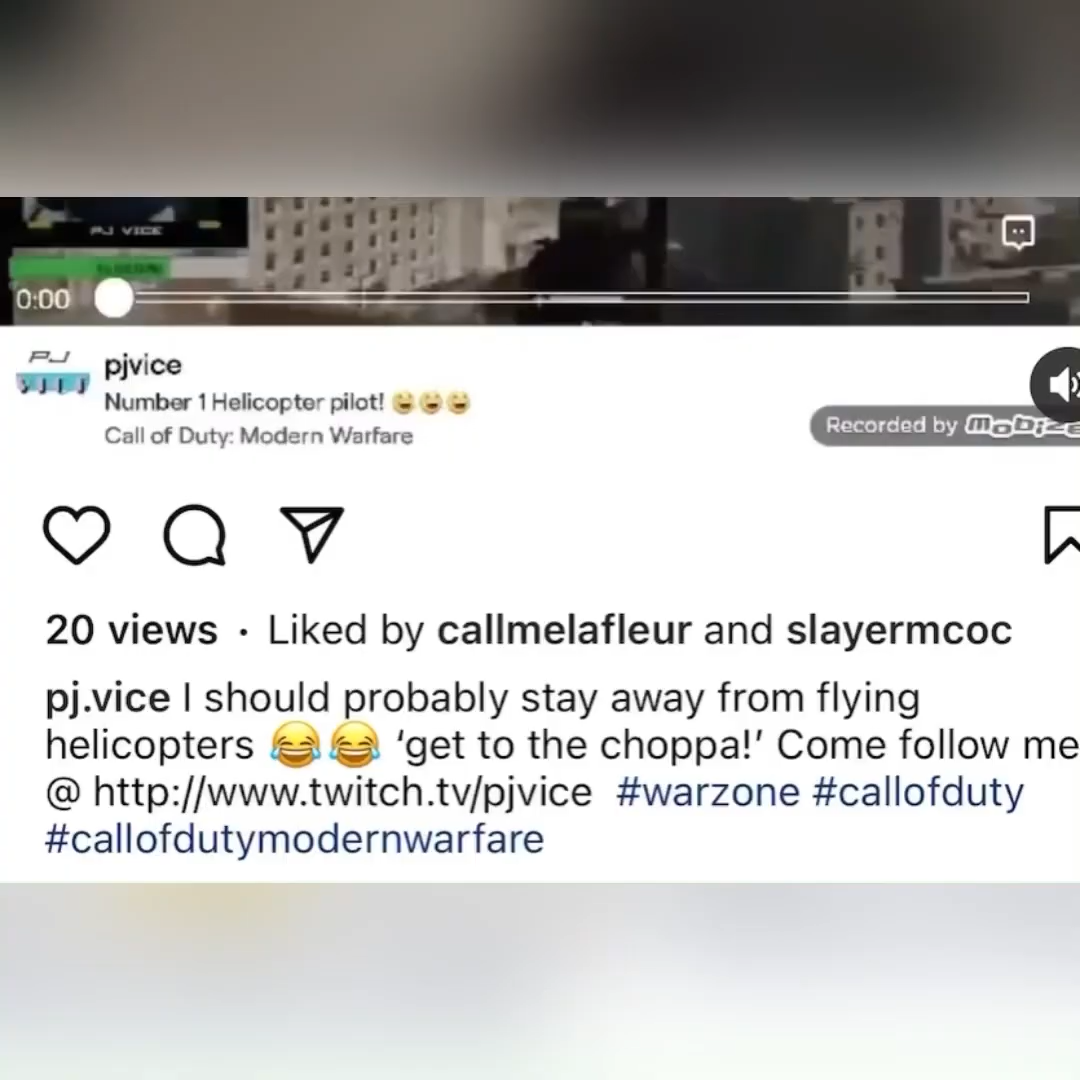 PJ VICE
0:00
PJ
VICE
pjvice
Number 1 Helicopter pilot! 😀😀😀
Call of Duty: Modern Warfare
Recorded by
20 views · Liked by callmelafleur and slayermcoc
pj.vice I should probably stay away from flying
helicopters 😂😂 ‘get to the choppa!’ Come follow me
@ http://www.twitch.tv/pjvice #warzone #callofduty
#callofdutymodernwarfare